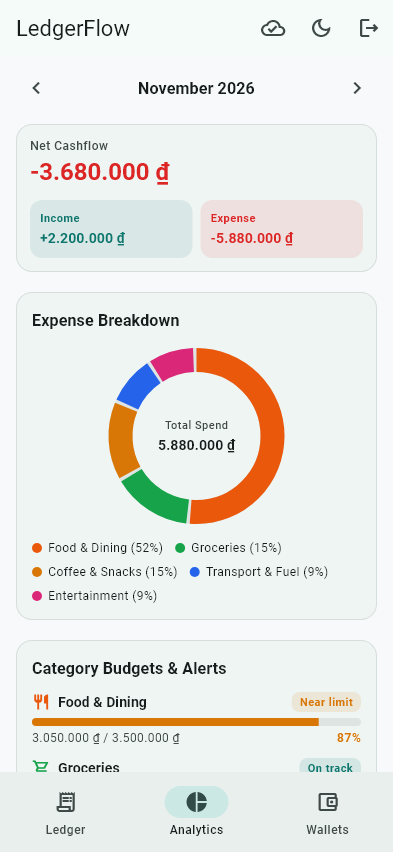 LedgerFlow
November 2026
Net Cashflow
-3.680.000 ₫
Income
+2.200.000 ₫
Expense
-5.880.000 ₫
Expense Breakdown
Total Spend
5.880.000 ₫
Food & Dining (52%)
Groceries (15%)
Coffee & Snacks (15%)
Transport & Fuel (9%)
Entertainment (9%)
Category Budgets & Alerts
Food & Dining
Near limit
3.050.000 ₫ / 3.500.000 ₫
87%
Groceries
On track
Ledger
Analytics
Wallets